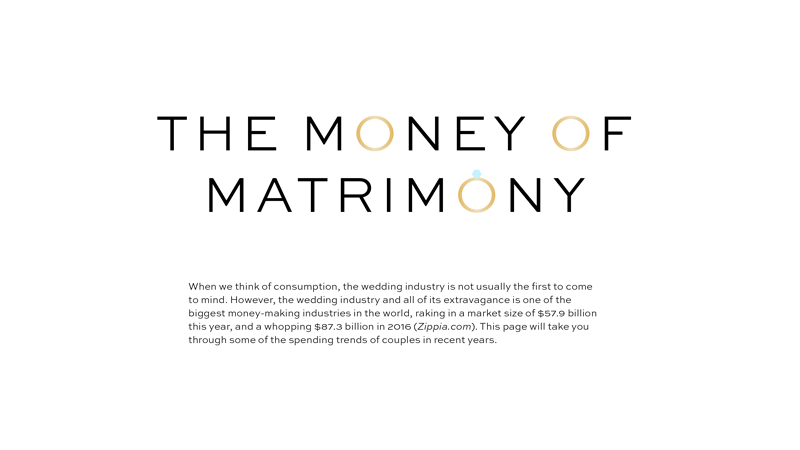 THE MONEY OF
MATRIMONY
When we think of consumption, the wedding industry is not usually the first to come
to mind. However, the wedding industry and all of its extravagance is one of the
biggest money-making industries in the world, raking in a market size of $57.9 billion
this year, and a whopping $87.3 billion in 2016 (Zippia.com). This page will take you
through some of the spending trends of couples in recent years.